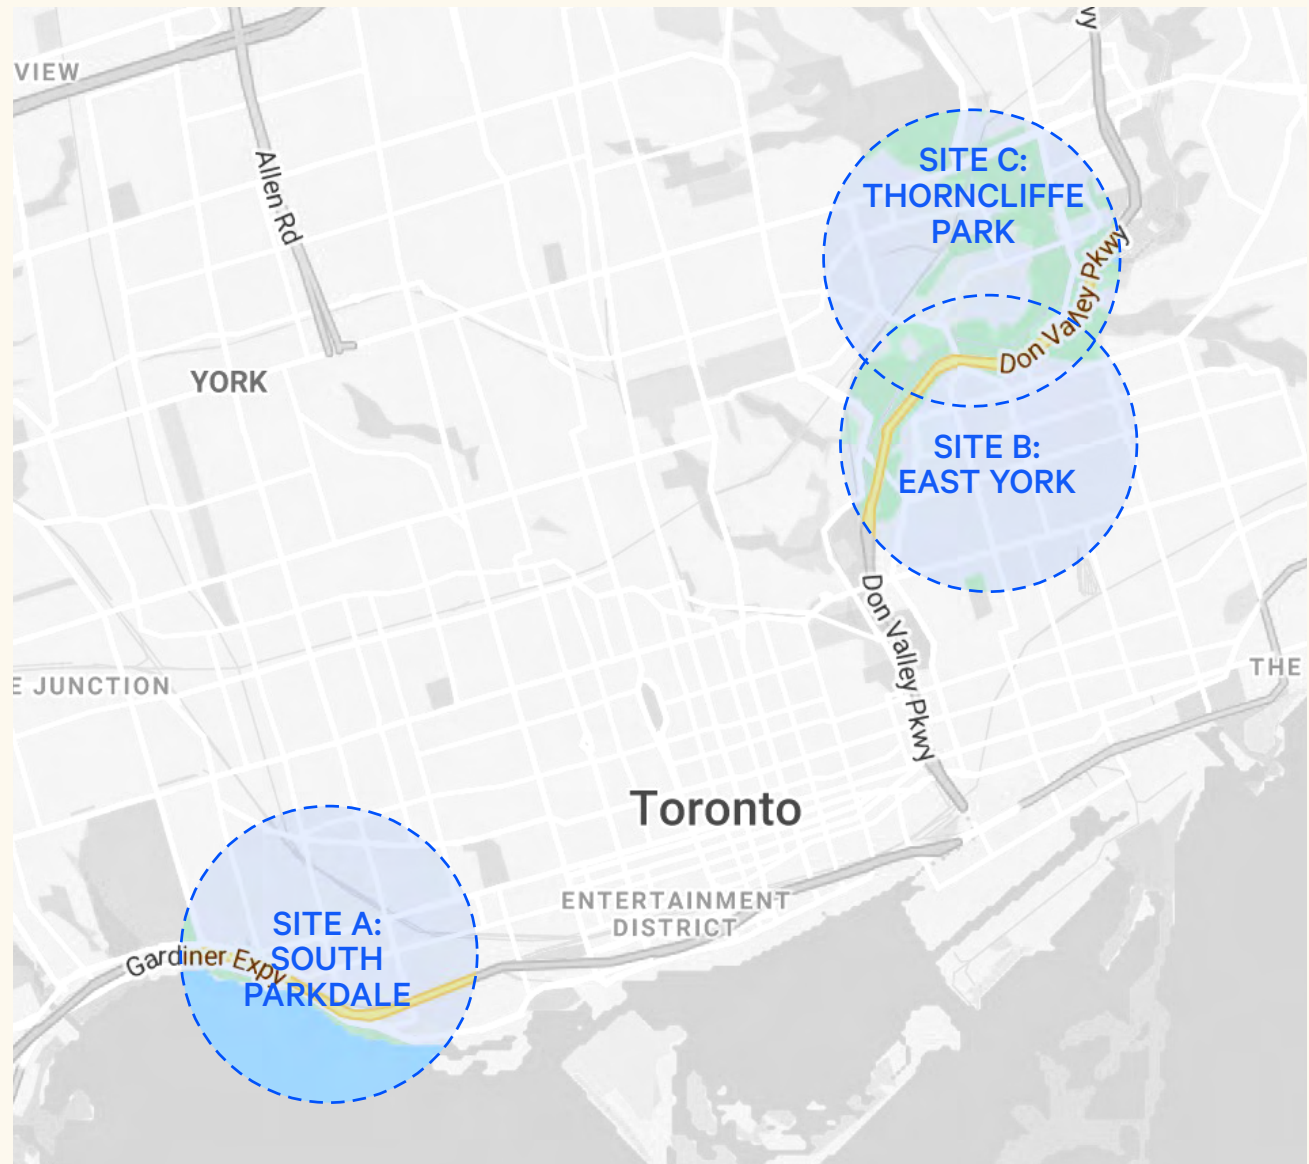 vy
VIEW
Allen Rd
SITE C:
THORNCLIFFE
PARK
Don Valley Pkwy
YORK
SITE B:
EAST YORK
Don Valley Pkwy
THE
E JUNCTION
Toronto
ENTERTAINMENT
DISTRICT
SITE A:
SOUTH
PARKDALE
Gardiner Expy